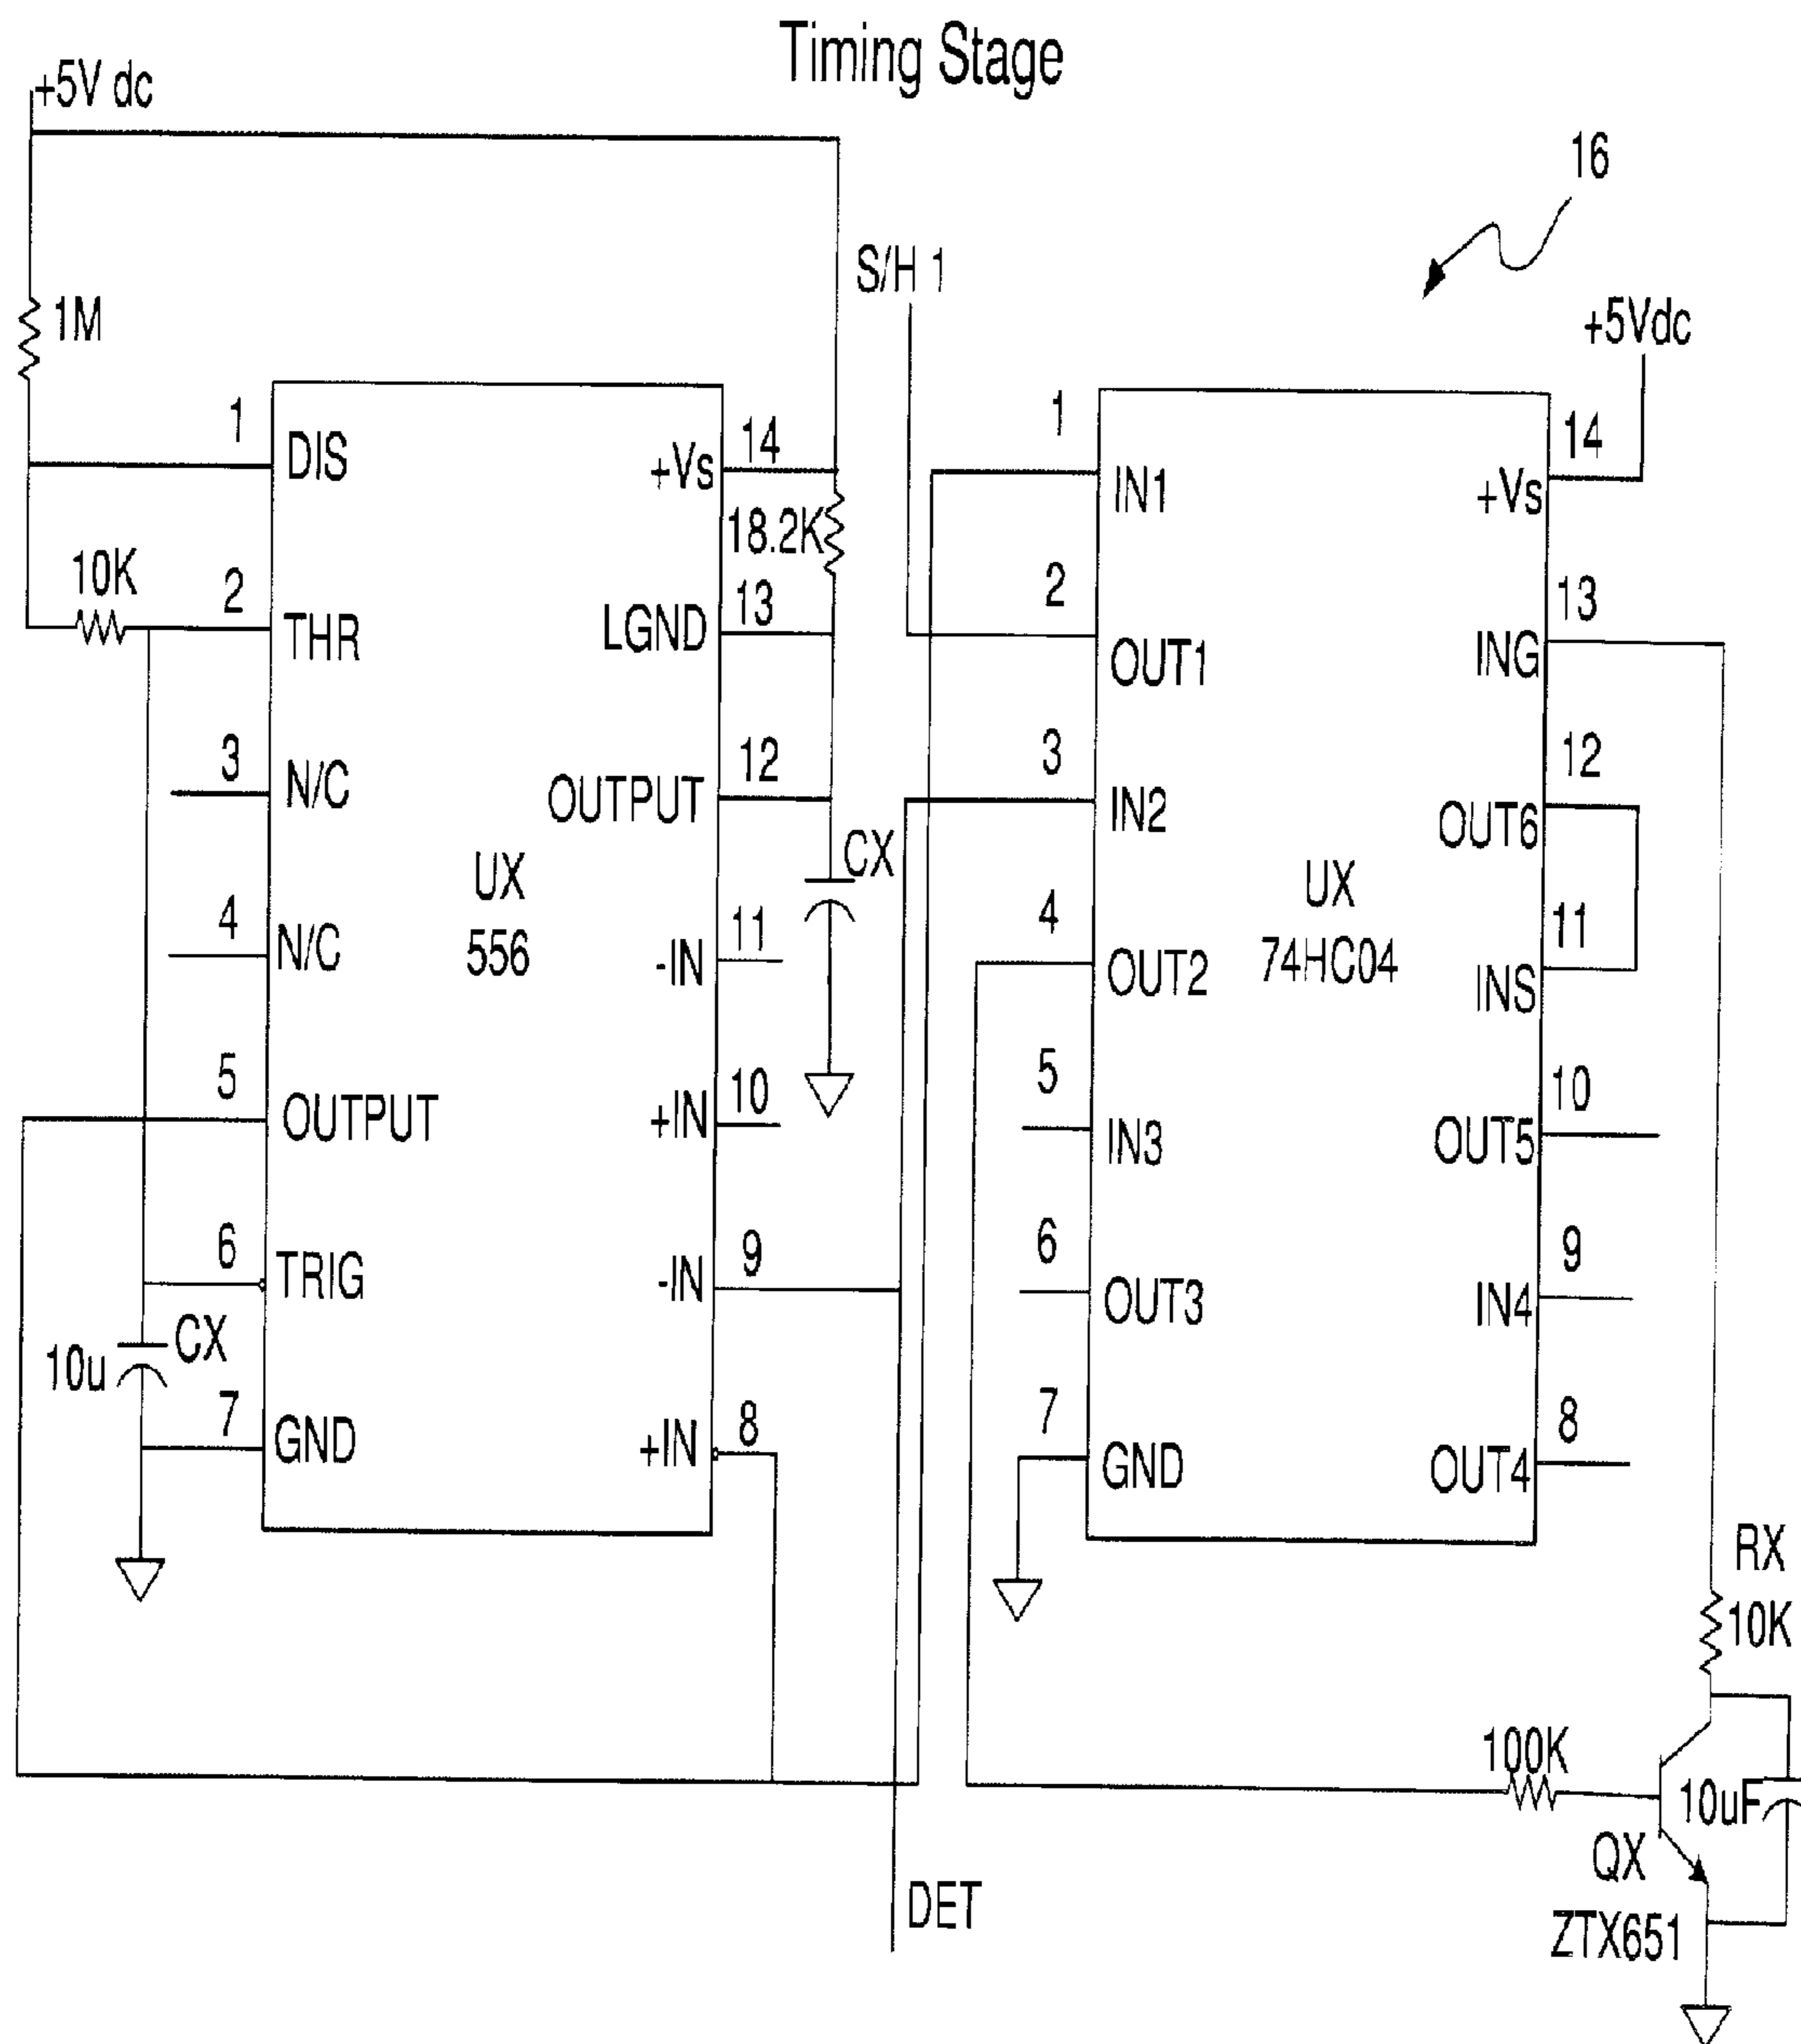 Timing Stage
+5V dc
16
S/H 1
+5Vdc
1M
1
DIS
14
+Vs
18.2K
10K
2
THR
13
LGND
3
N/C
12
OUTPUT
CX
UX
556
4
N/C
11
-IN
5
OUTPUT
10
+IN
6
TRIG
9
-IN
10u
CX
7
GND
8
+IN
1
IN1
14
+Vs
2
OUT1
13
ING
3
IN2
12
OUT6
UX
74HC04
4
OUT2
11
INS
5
IN3
10
OUT5
6
OUT3
9
IN4
7
GND
8
OUT4
RX
10K
100K
10uF
QX
ZTX651
DET